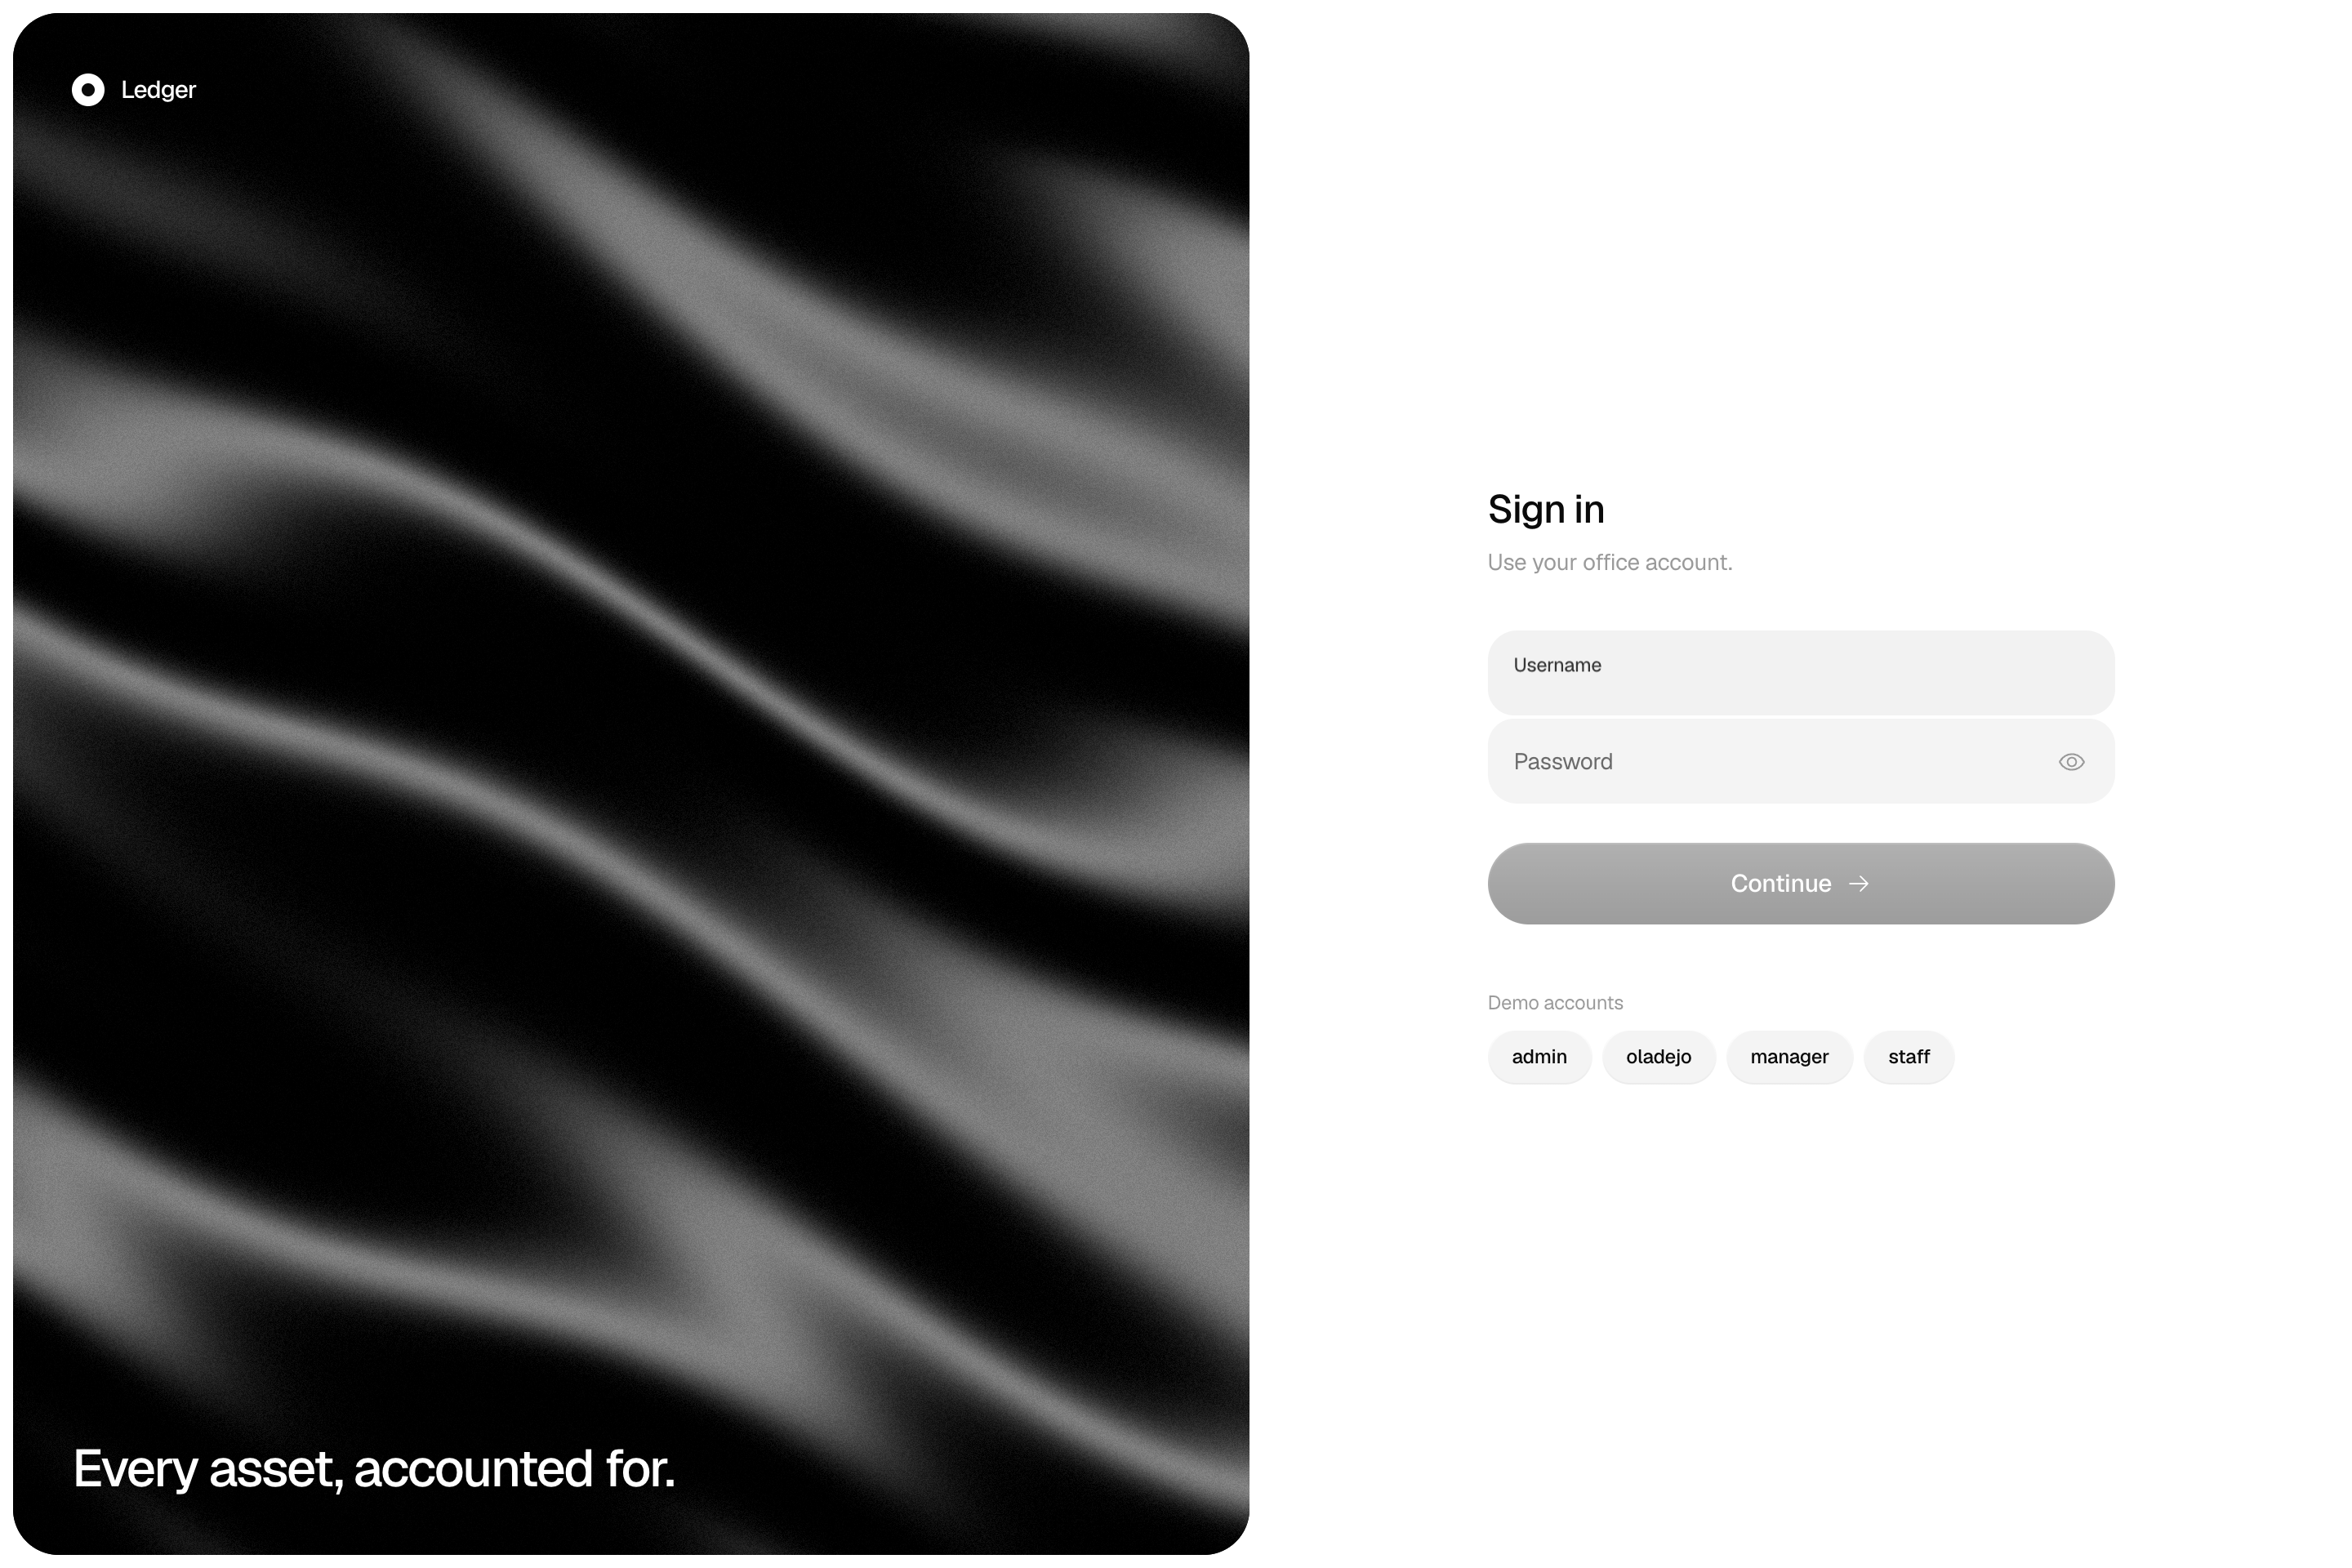 Ledger
Every asset, accounted for.
Sign in
Use your office account.
Username
Password
Continue
Demo accounts
admin oladejo manager staff